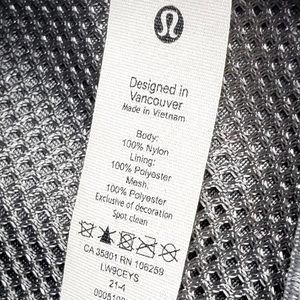 Designed in
Vancouver
Made in Vietnam
Body:
100% Nylon
Lining:
100% Polyester
Mesh:
100% Polyester
Exclusive of decoration
Spot clean
CA 35801 RN 106259
LW9CEYS
21-4